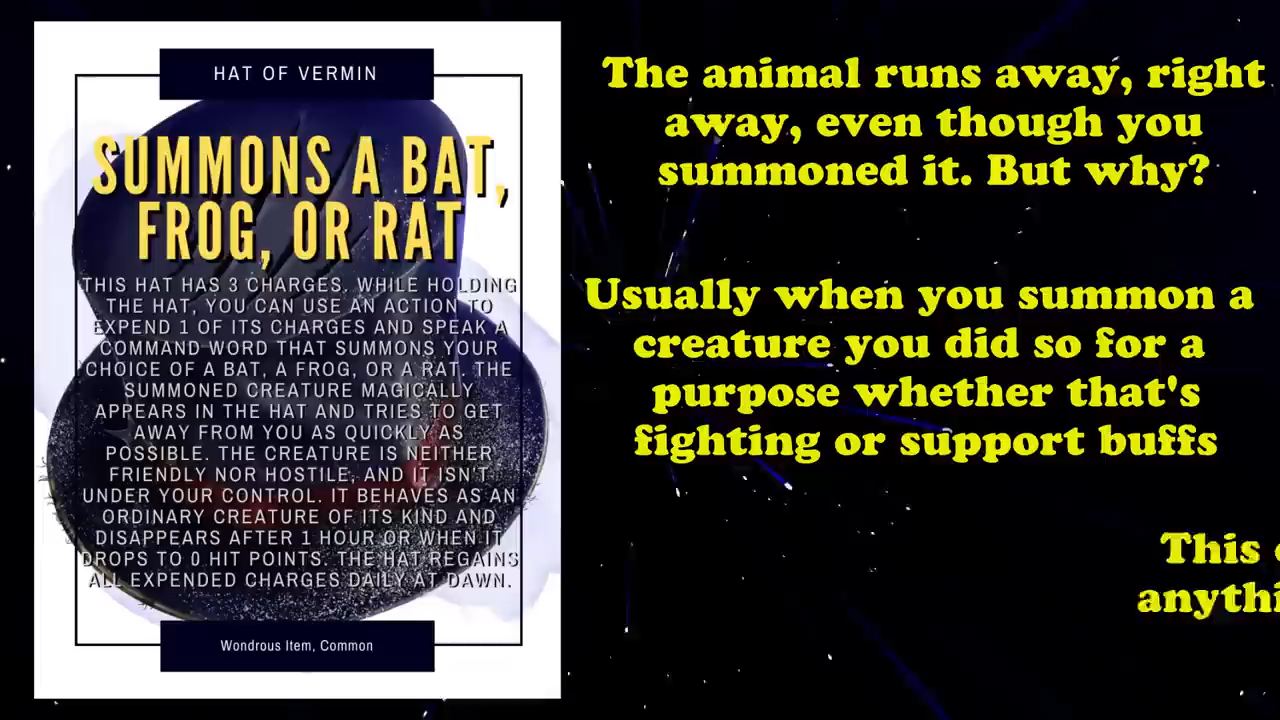 HAT OF VERMIN
SUMMONS A BAT,
FROG, OR RAT
THIS HAT HAS 3 CHARGES. WHILE HOLDING
THE HAT, YOU CAN USE AN ACTION TO
EXPEND 1 OF ITS CHARGES AND SPEAK A
COMMAND WORD THAT SUMMONS YOUR
CHOICE OF A BAT, A FROG, OR A RAT. THE
SUMMONED CREATURE MAGICALLY
APPEARS IN THE HAT AND TRIES TO GET
AWAY FROM YOU AS QUICKLY AS
POSSIBLE. THE CREATURE IS NEITHER
FRIENDLY NOR HOSTILE, AND IT ISN'T
UNDER YOUR CONTROL. IT BEHAVES AS AN
ORDINARY CREATURE OF ITS KIND AND
DISAPPEARS AFTER 1 HOUR OR WHEN IT
DROPS TO 0 HIT POINTS. THE HAT REGAINS
ALL EXPENDED CHARGES DAILY AT DAWN.
Wondrous Item, Common
The animal runs away, right
away, even though you
summoned it. But why?
Usually when you summon a
creature you did so for a
purpose whether that's
fighting or support buffs
This